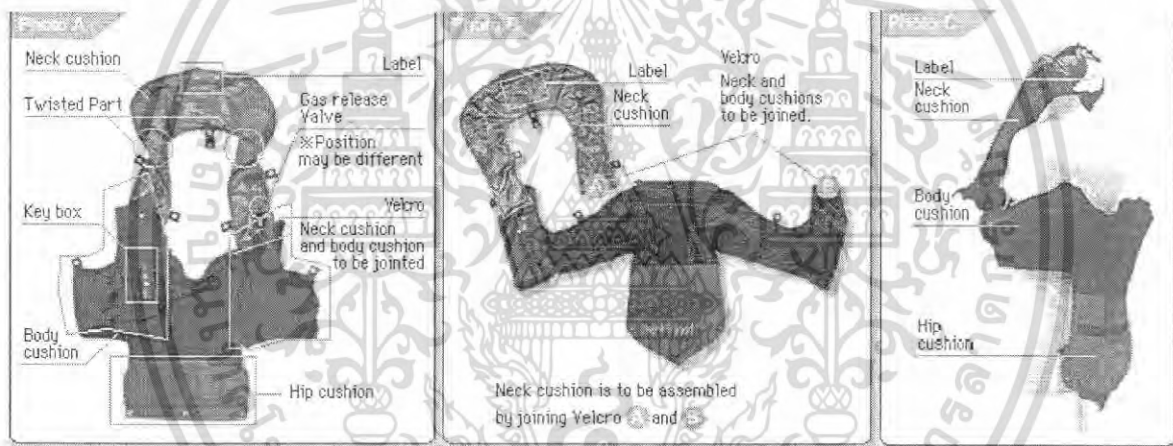 Photo A
Neck cushion
Label
Twisted Part
Gas release
Valve
※Position
may be different
Key box
Velcro
Neck cushion
and body cushion
to be jointed
Body
cushion
Hip cushion
Label
Neck
cushion
Velcro
Neck and
body cushions
to be joined.
Neck cushion is to be assembled
by joining Velcro A and B
Photo C
Label
Neck
cushion
Body
cushion
Hip
cushion